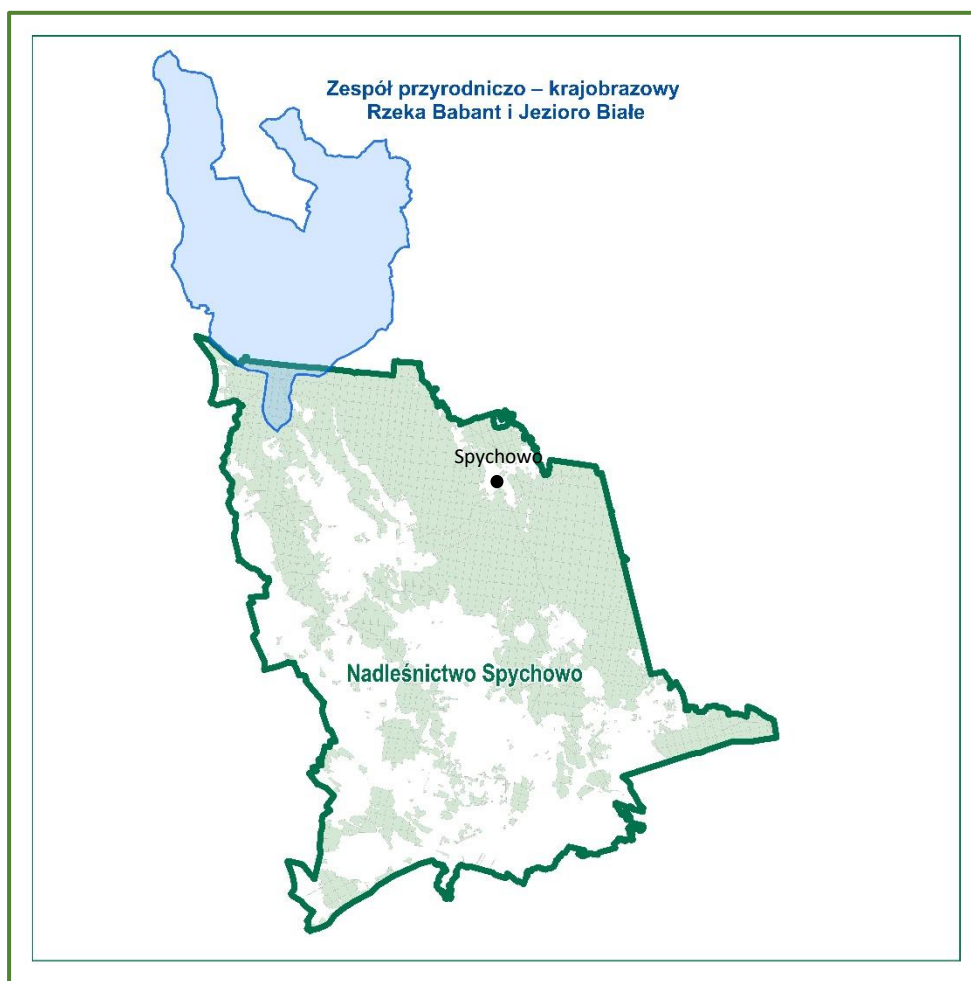 Zespół przyrodniczo – krajobrazowy
Rzeka Babant i Jezioro Białe
Spychowo
Nadleśnictwo Spychowo